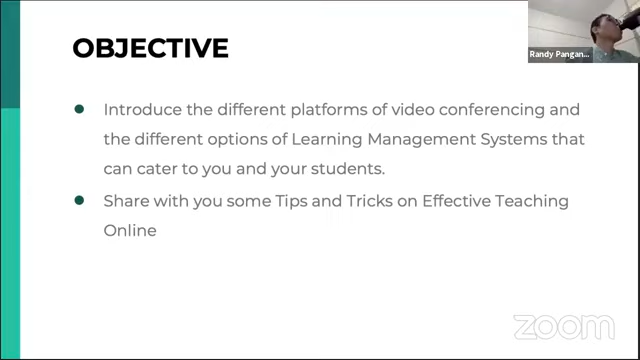 OBJECTIVE
Randy Pangan...
● Introduce the different platforms of video conferencing and
the different options of Learning Management Systems that
can cater to you and your students.
● Share with you some Tips and Tricks on Effective Teaching
Online
zoom